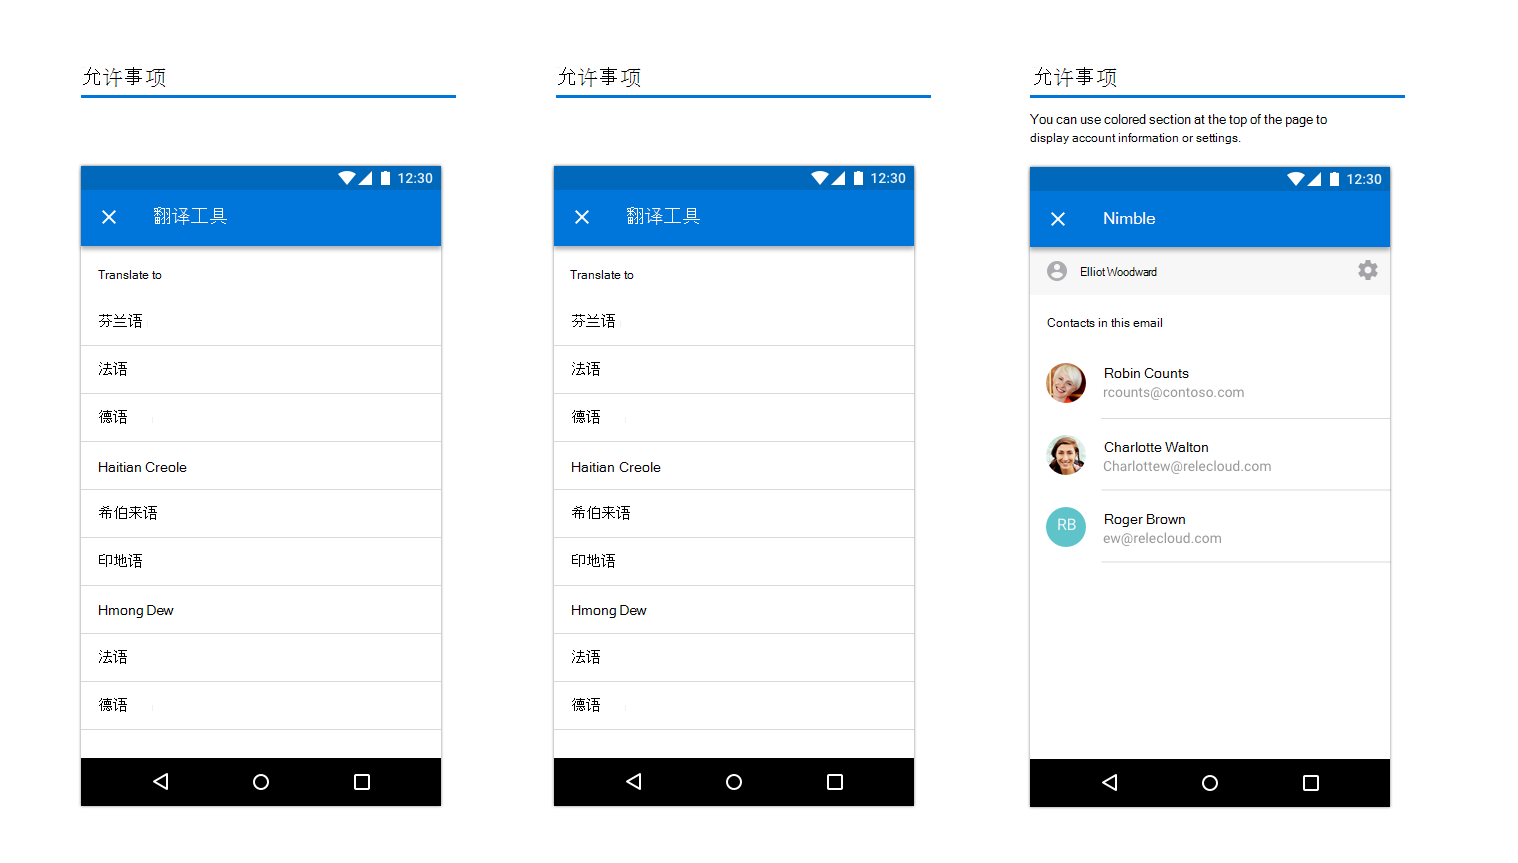 允许事项
12:30
翻译工具
Translate to
芬兰语
法语
德语
Haitian Creole
希伯来语
印地语
Hmong Dew
法语
德语
允许事项
12:30
翻译工具
Translate to
芬兰语
法语
德语
Haitian Creole
希伯来语
印地语
Hmong Dew
法语
德语
允许事项
You can use colored section at the top of the page to
display account information or settings.
12:30
Nimble
Elliot Woodward
Contacts in this email
Robin Counts
rcounts@contoso.com
Charlotte Walton
Charlottew@relecloud.com
RB
Roger Brown
ew@relecloud.com